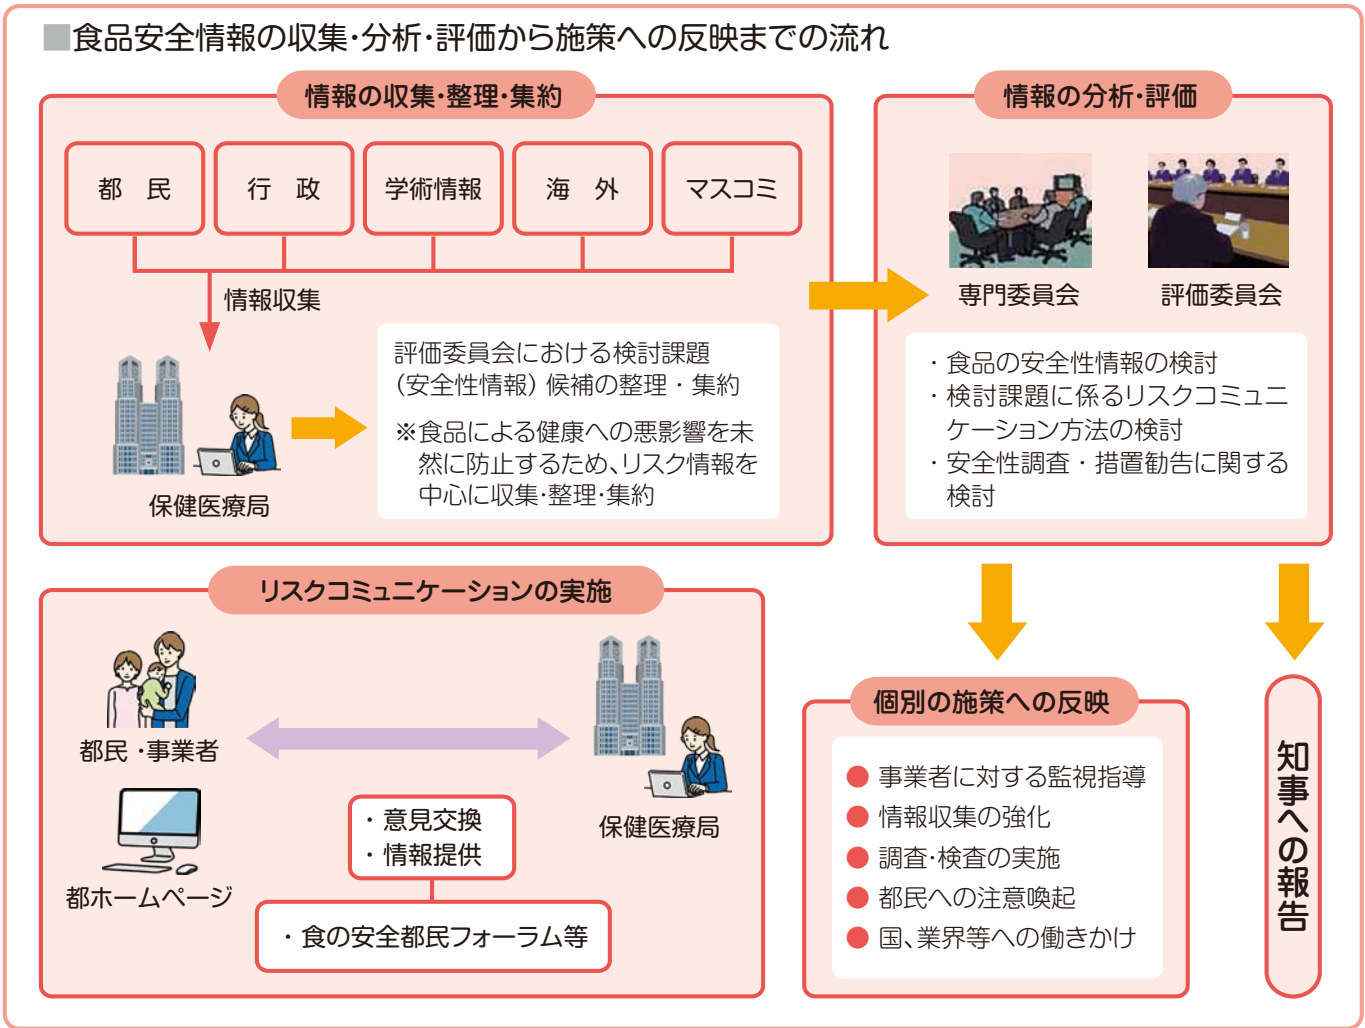 ■食品安全情報の収集・分析・評価から施策への反映までの流れ
情報の収集・整理・集約
都　民
行　政
学術情報
海　外
マスコミ
情報収集
保健医療局
評価委員会における検討課題
（安全性情報）候補の整理・集約
※食品による健康への悪影響を未
然に防止するため、リスク情報を
中心に収集・整理・集約
情報の分析・評価
専門委員会
評価委員会
・食品の安全性情報の検討
・検討課題に係るリスクコミュニ
ケーション方法の検討
・安全性調査・措置勧告に関する
検討
リスクコミュニケーションの実施
都民・事業者
都ホームページ
・意見交換
・情報提供
・食の安全都民フォーラム等
保健医療局
個別の施策への反映
● 事業者に対する監視指導
● 情報収集の強化
● 調査・検査の実施
● 都民への注意喚起
● 国、業界等への働きかけ
知事への報告